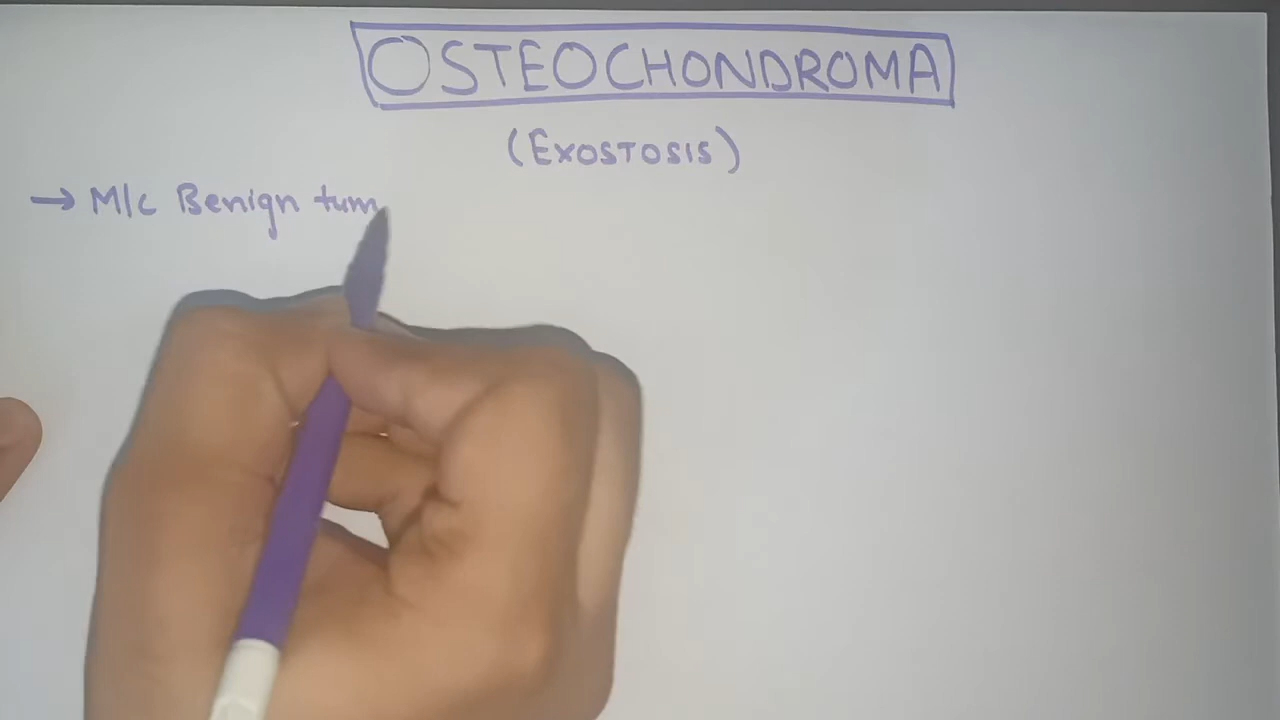 OSTEOCHONDROMA
(EXOSTOSIS)
→ M/c Benign tum